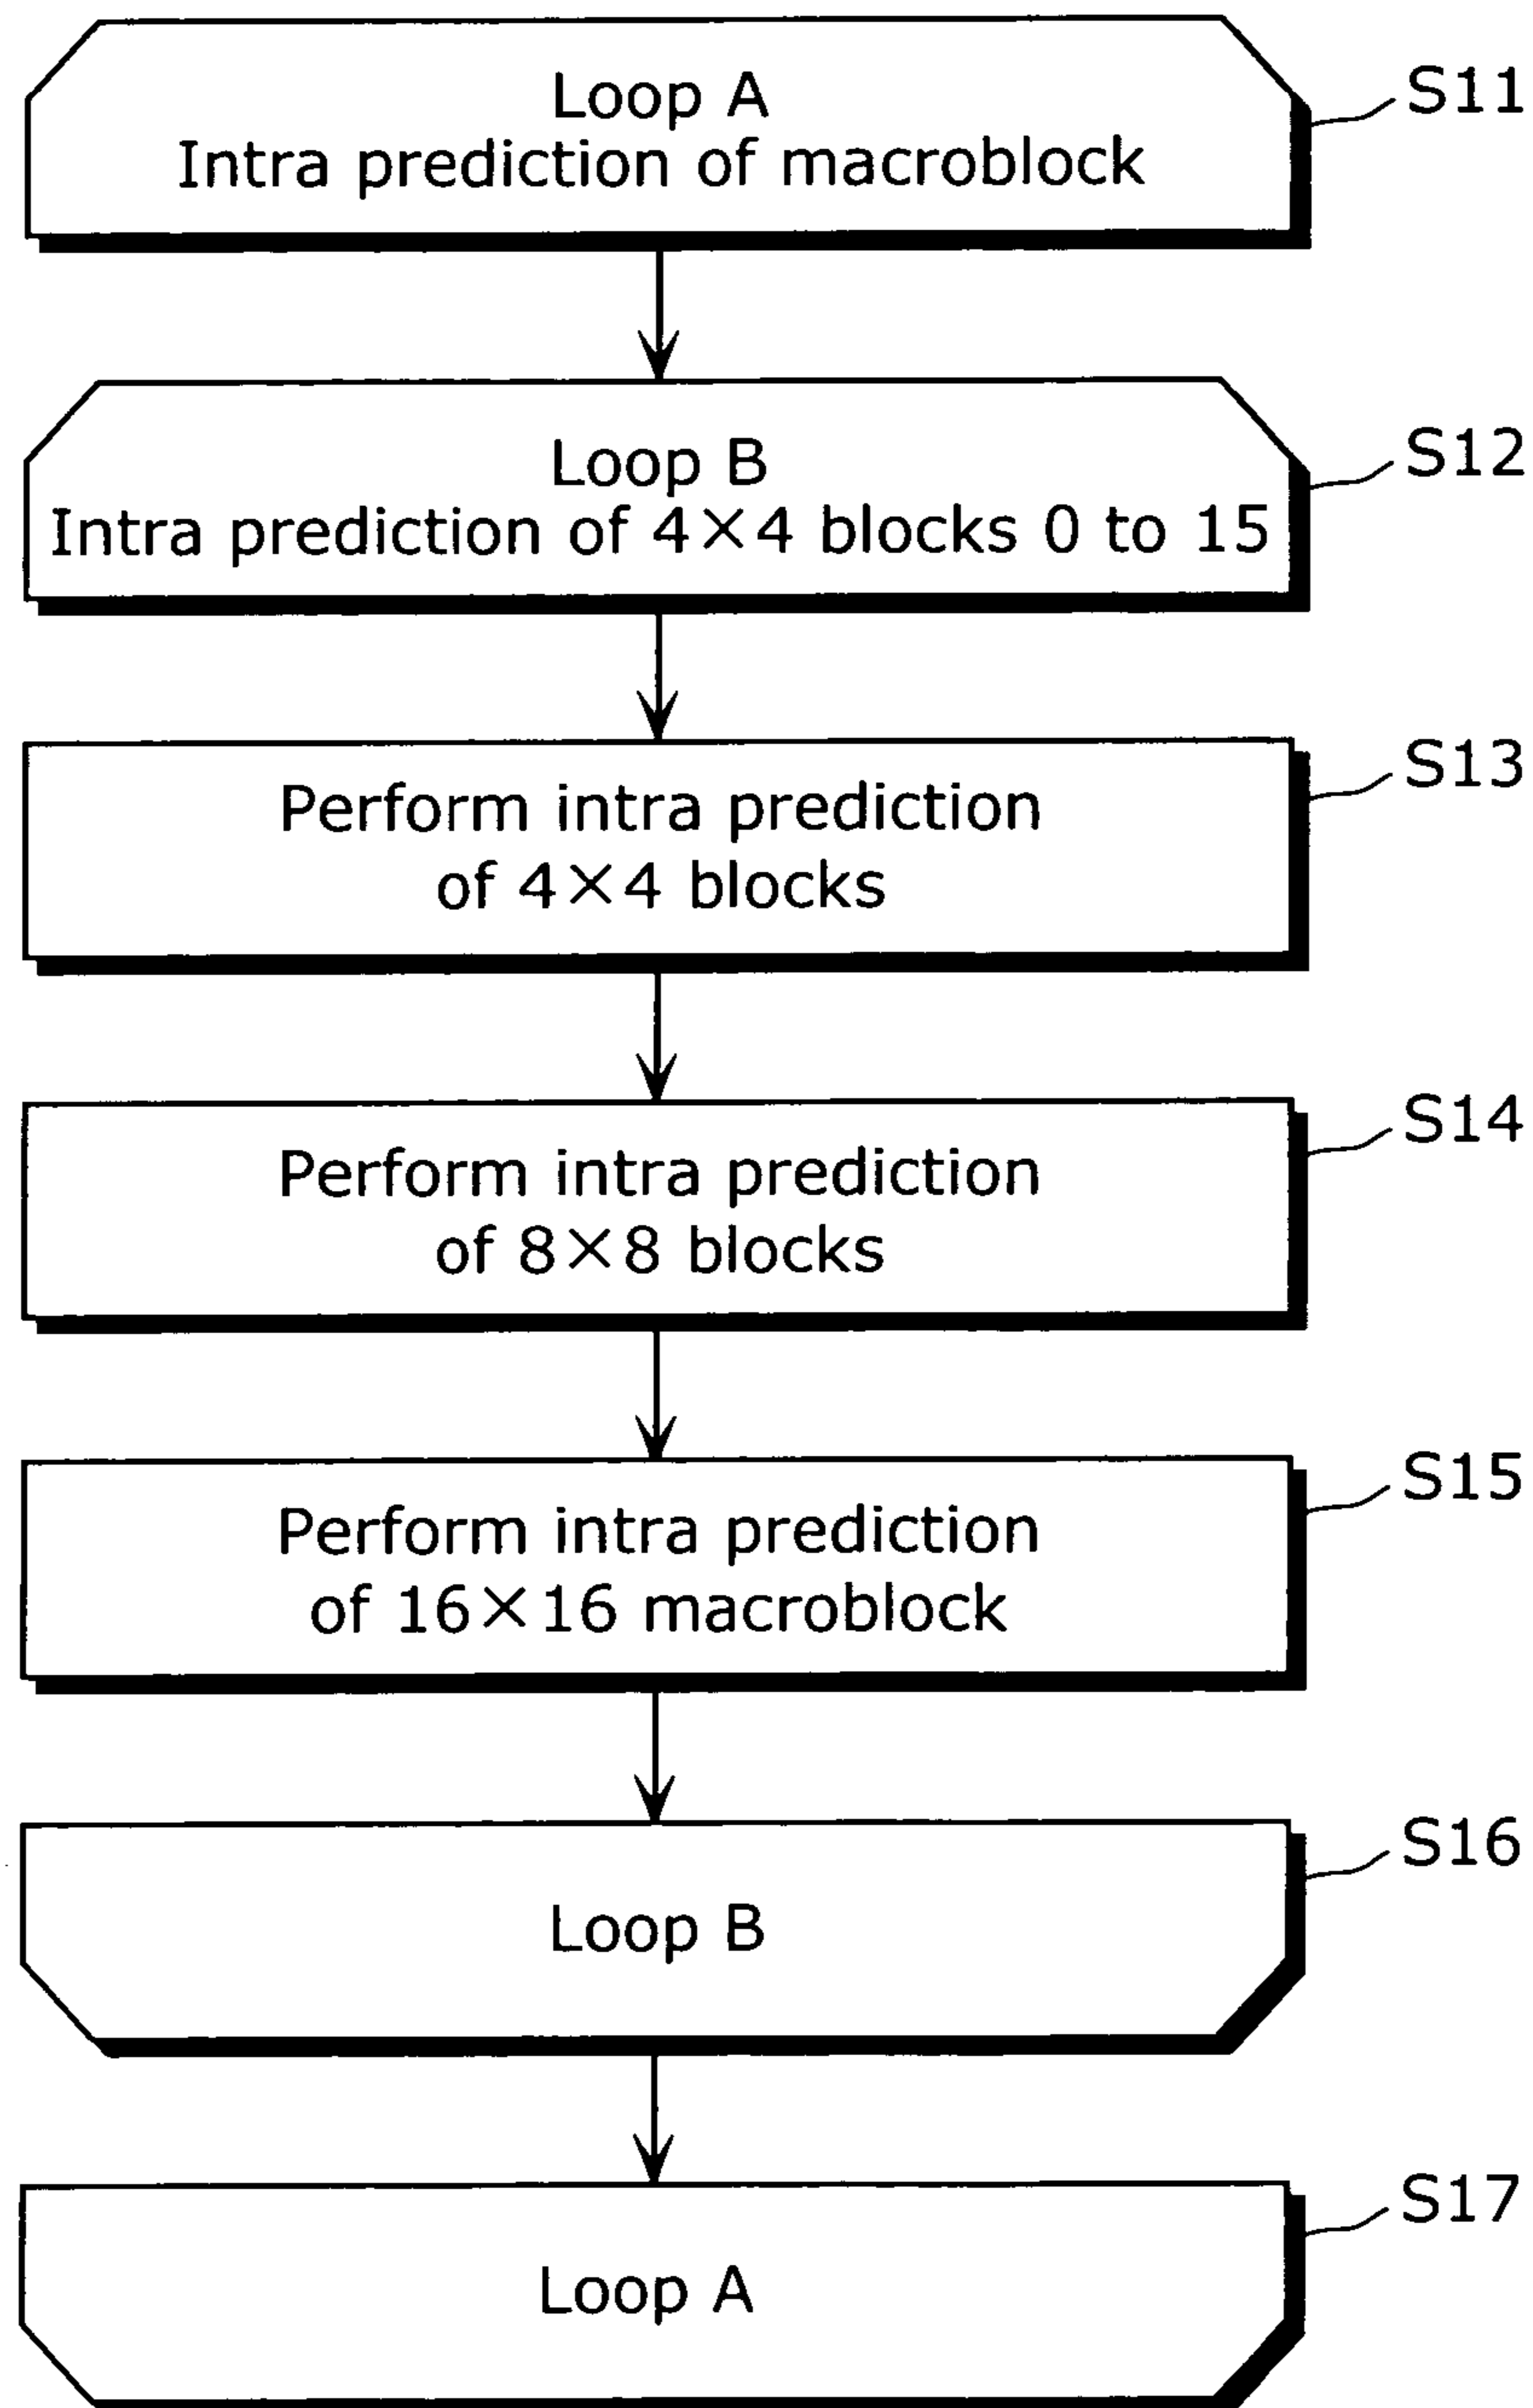 Loop A
Intra prediction of macroblock
S11
Loop B
Intra prediction of 4×4 blocks 0 to 15
S12
Perform intra prediction
of 4×4 blocks
S13
Perform intra prediction
of 8×8 blocks
S14
Perform intra prediction
of 16×16 macroblock
S15
Loop B
S16
Loop A
S17